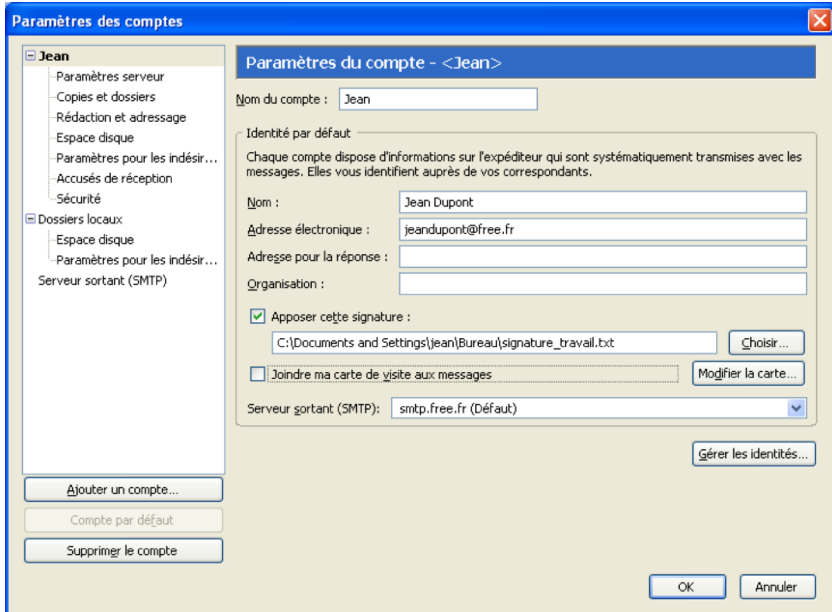 Paramètres des comptes
Jean
Paramètres serveur
Copies et dossiers
Rédaction et adressage
Espace disque
Paramètres pour les indésir...
Accusés de réception
Sécurité
Dossiers locaux
Espace disque
Paramètres pour les indésir...
Serveur sortant (SMTP)
Ajouter un compte...
Compte par défaut
Supprimer le compte
Paramètres du compte - <Jean>
Nom du compte : Jean
Identité par défaut
Chaque compte dispose d'informations sur l'expéditeur qui sont systématiquement transmises avec les
messages. Elles vous identifient auprès de vos correspondants.
Nom : Jean Dupont
Adresse électronique : jeandupont@free.fr
Adresse pour la réponse :
Organisation :
Apposer cette signature :
C:\Documents and Settings\jean\Bureau\signature_travail.txt Choisir...
Joindre ma carte de visite aux messages Modifier la carte...
Serveur sortant (SMTP): smtp.free.fr (Défaut)
Gérer les identités...
OK Annuler